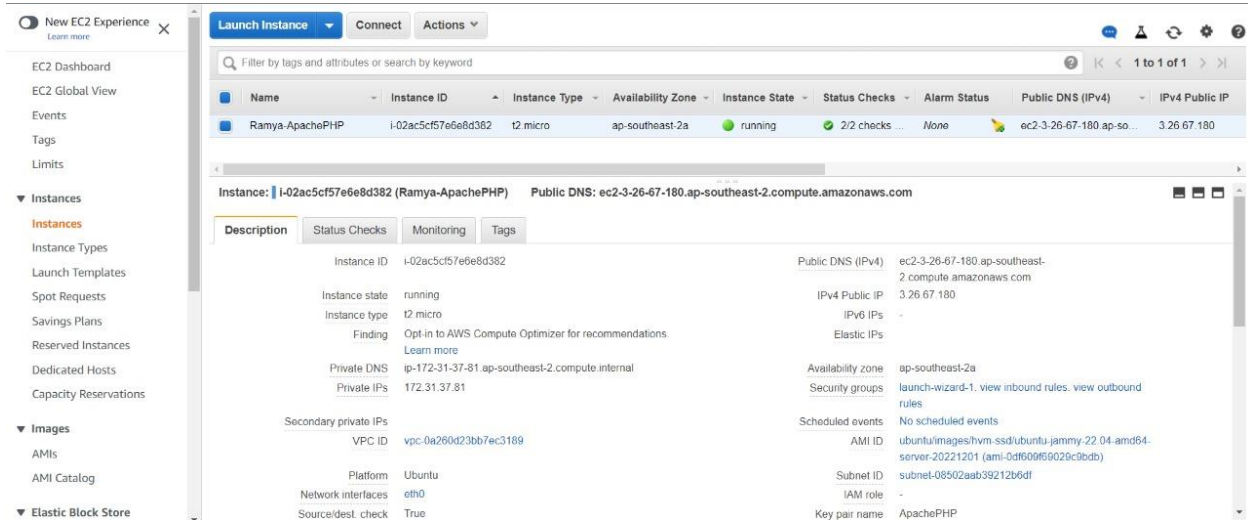 New EC2 Experience
Learn more
EC2 Dashboard
EC2 Global View
Events
Tags
Limits
Instances
Instances
Instance Types
Launch Templates
Spot Requests
Savings Plans
Reserved Instances
Dedicated Hosts
Capacity Reservations
Images
AMIs
AMI Catalog
Elastic Block Store
Launch Instance Connect Actions
Filter by tags and attributes or search by keyword 1 to 1 of 1
Name Instance ID Instance Type Availability Zone Instance State Status Checks Alarm Status Public DNS (IPv4) IPv4 Public IP
Ramya-ApachePHP i-02ac5cf57e6e8d382 t2.micro ap-southeast-2a running 2/2 checks ... None ec2-3-26-67-180.ap-so... 3.26.67.180
Instance: i-02ac5cf57e6e8d382 (Ramya-ApachePHP) Public DNS: ec2-3-26-67-180.ap-southeast-2.compute.amazonaws.com
Description Status Checks Monitoring Tags
Instance ID i-02ac5cf57e6e8d382
Instance state running
Instance type t2.micro
Finding Opt-in to AWS Compute Optimizer for recommendations.
Learn more
Private DNS ip-172-31-37-81.ap-southeast-2.compute.internal
Private IPs 172.31.37.81
Secondary private IPs
VPC ID vpc-0a260d23bb7ec3189
Platform Ubuntu
Network interfaces eth0
Source/dest. check True
Public DNS (IPv4) ec2-3-26-67-180.ap-southeast-
2.compute.amazonaws.com
IPv4 Public IP 3.26.67.180
IPv6 IPs -
Elastic IPs
Availability zone ap-southeast-2a
Security groups launch-wizard-1. view inbound rules. view outbound
rules
Scheduled events No scheduled events
AMI ID ubuntu/images/hvm-ssd/ubuntu-jammy-22.04-amd64-
server-20221201 (ami-0df609f69029c9bdb)
Subnet ID subnet-08502aab39212b6df
IAM role -
Key pair name ApachePHP